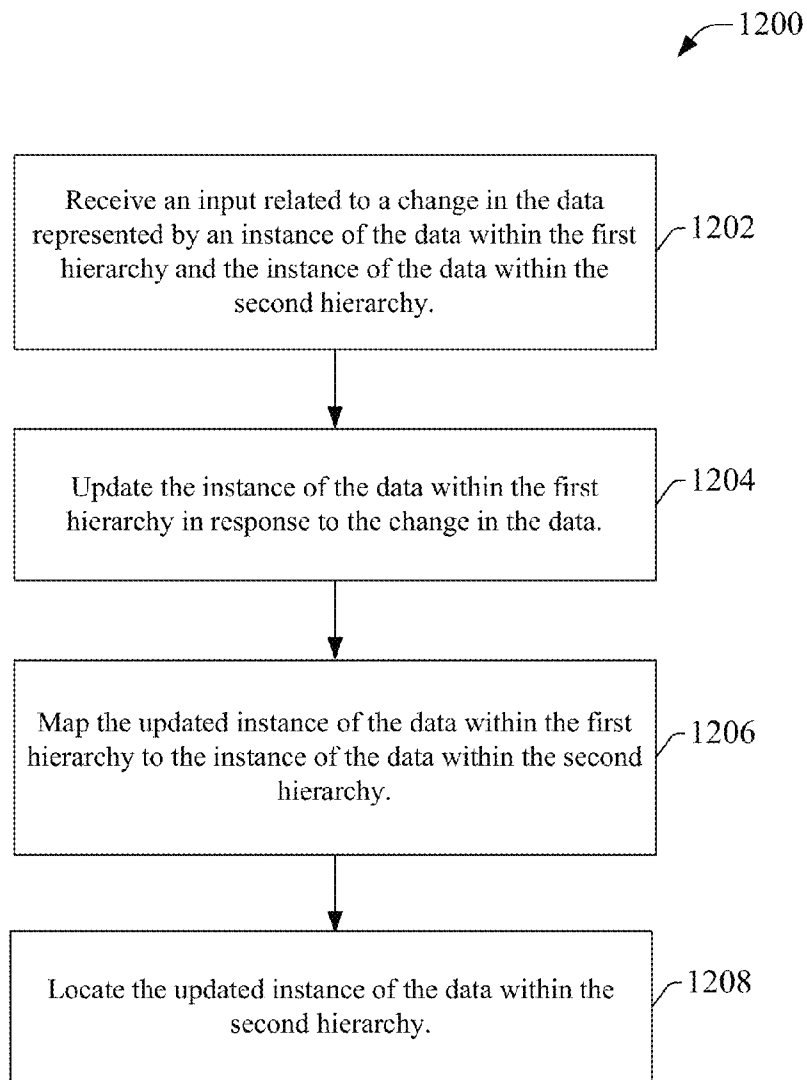 1200
Receive an input related to a change in the data
represented by an instance of the data within the first
hierarchy and the instance of the data within the
second hierarchy.
1202
Update the instance of the data within the first
hierarchy in response to the change in the data.
1204
Map the updated instance of the data within the first
hierarchy to the instance of the data within the second
hierarchy.
1206
Locate the updated instance of the data within the
second hierarchy.
1208